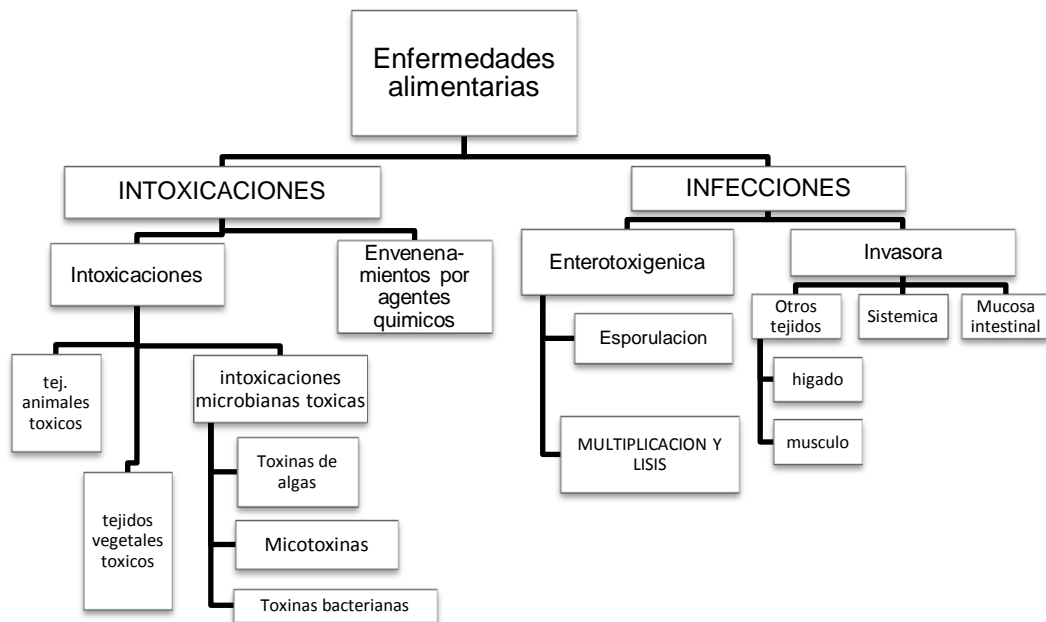 Enfermedades
alimentarias
INTOXICACIONES
INFECCIONES
Intoxicaciones
Envenena-
mientos por
agentes
quimicos
Enterotoxigenica
Invasora
Otros
tejidos
Sistemica
Mucosa
intestinal
Esporulacion
higado
musculo
MULTIPLICACION Y
LISIS
tej.
animales
toxicos
intoxicaciones
microbianas toxicas
Toxinas de
algas
tejidos
vegetales
toxicos
Micotoxinas
Toxinas bacterianas